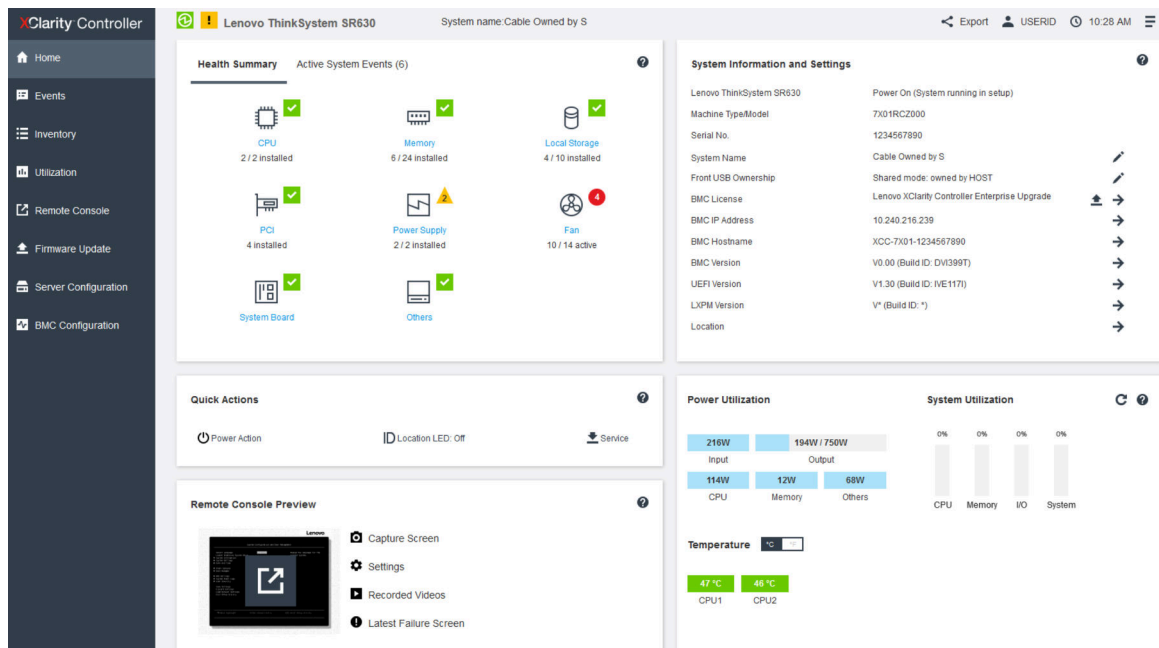 XClarity Controller
Lenovo ThinkSystem SR630 System name:Cable Owned by S Export USERID 10:28 AM
Home
Events
Inventory
Utilization
Remote Console
Firmware Update
Server Configuration
BMC Configuration
Health Summary Active System Events (6)
CPU Memory Local Storage
2 / 2 installed 6 / 24 installed 4 / 10 installed
2 4
PCI Power Supply Fan
4 installed 2 / 2 installed 10 / 14 active
System Board Others
System Information and Settings
Lenovo ThinkSystem SR630 Power On (System running in setup)
Machine Type/Model 7X01RCZ000
Serial No. 1234567890
System Name Cable Owned by S
Front USB Ownership Shared mode: owned by HOST
BMC License Lenovo XClarity Controller Enterprise Upgrade
BMC IP Address 10.240.216.239
BMC Hostname XCC-7X01-1234567890
BMC Version V0.00 (Build ID: DVI399T)
UEFI Version V1.30 (Build ID: IVE117I)
LXPM Version V* (Build ID: *)
Location
Quick Actions
Power Action ID Location LED: Off Service
Remote Console Preview
Lenovo
Capture Screen
Settings
Recorded Videos
Latest Failure Screen
Power Utilization
216W 194W / 750W
Input Output
114W 12W 68W
CPU Memory Others
Temperature °C °F
47 °C 46 °C
CPU1 CPU2
System Utilization
0% 0% 0% 0%
CPU Memory I/O System